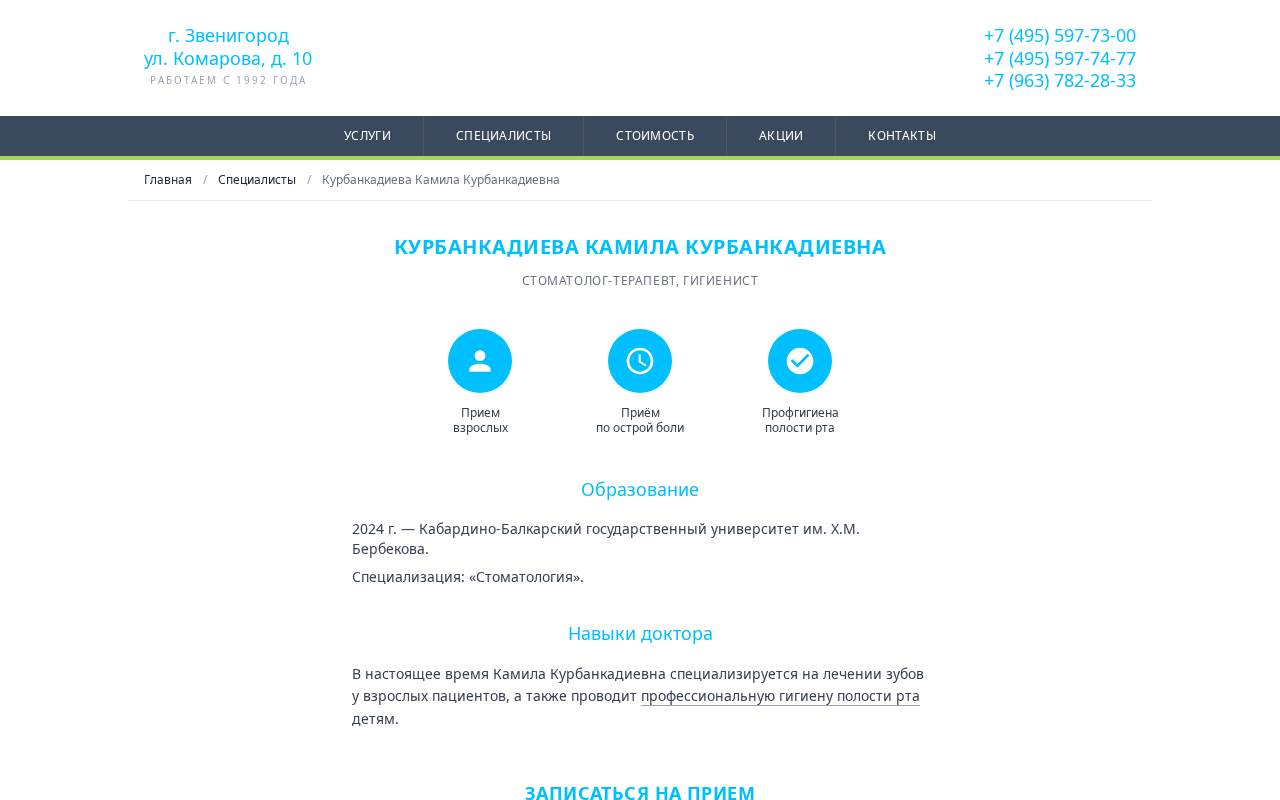 г. Звенигород
ул. Комарова, д. 10
РАБОТАЕМ С 1992 ГОДА
+7 (495) 597-73-00
+7 (495) 597-74-77
+7 (963) 782-28-33
УСЛУГИ СПЕЦИАЛИСТЫ СТОИМОСТЬ АКЦИИ КОНТАКТЫ
Главная / Специалисты / Курбанкадиева Камила Курбанкадиевна
КУРБАНКАДИЕВА КАМИЛА КУРБАНКАДИЕВНА
СТОМАТОЛОГ-ТЕРАПЕВТ, ГИГИЕНИСТ
Прием
взрослых
Приём
по острой боли
Профгигиена
полости рта
Образование
2024 г. — Кабардино-Балкарский государственный университет им. Х.М.
Бербекова.
Специализация: «Стоматология».
Навыки доктора
В настоящее время Камила Курбанкадиевна специализируется на лечении зубов
у взрослых пациентов, а также проводит профессиональную гигиену полости рта
детям.
ЗАПИСАТЬСЯ НА ПРИЕМ